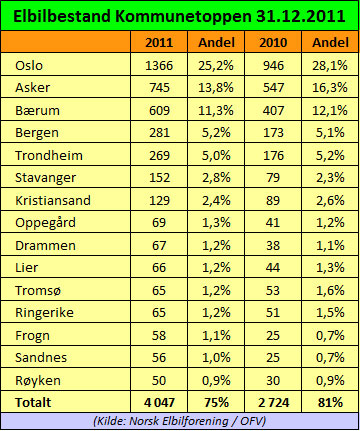 Elbilbestand Kommunetoppen 31.12.2011
2011 Andel 2010 Andel
Oslo 1366 25,2% 946 28,1%
Asker 745 13,8% 547 16,3%
Bærum 609 11,3% 407 12,1%
Bergen 281 5,2% 173 5,1%
Trondheim 269 5,0% 176 5,2%
Stavanger 152 2,8% 79 2,3%
Kristiansand 129 2,4% 89 2,6%
Oppegård 69 1,3% 41 1,2%
Drammen 67 1,2% 38 1,1%
Lier 66 1,2% 44 1,3%
Tromsø 65 1,2% 53 1,6%
Ringerike 65 1,2% 51 1,5%
Frogn 58 1,1% 25 0,7%
Sandnes 56 1,0% 25 0,7%
Røyken 50 0,9% 30 0,9%
Totalt 4 047 75% 2 724 81%
(Kilde: Norsk Elbilforening / OFV)